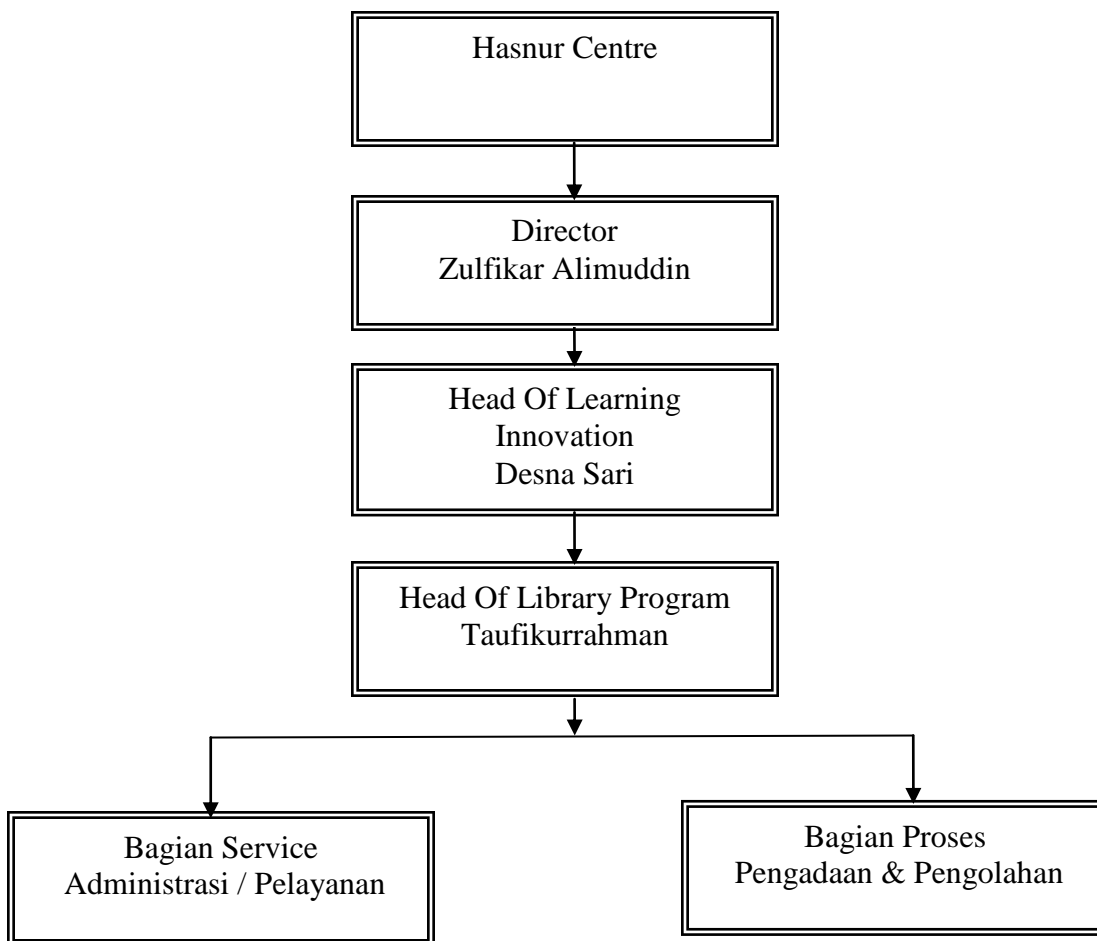 Hasnur Centre
Director
Zulfikar Alimuddin
Head Of Learning
Innovation
Desna Sari
Head Of Library Program
Taufikurrahman
Bagian Service
Administrasi / Pelayanan
Bagian Proses
Pengadaan & Pengolahan